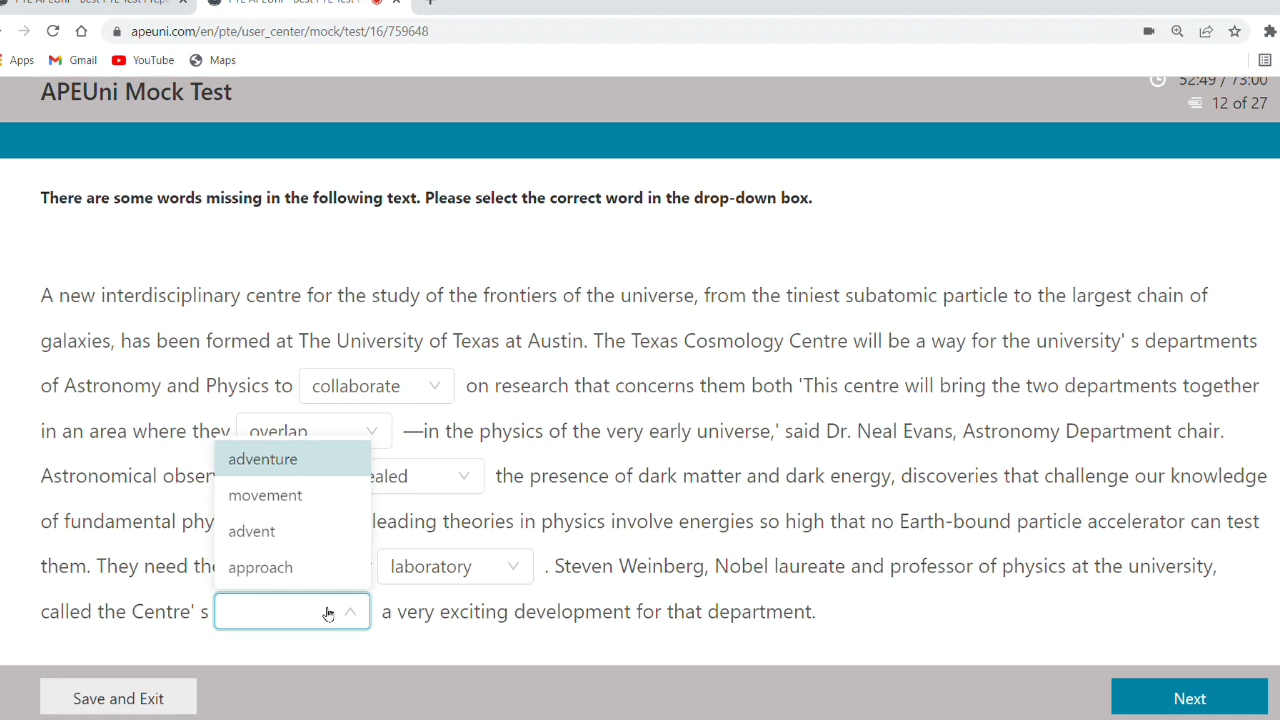 apeuni.com/en/pte/user_center/mock/test/16/759648
Apps Gmail YouTube Maps
APEUni Mock Test 52:49 / 73:00
12 of 27
There are some words missing in the following text. Please select the correct word in the drop-down box.
A new interdisciplinary centre for the study of the frontiers of the universe, from the tiniest subatomic particle to the largest chain of
galaxies, has been formed at The University of Texas at Austin. The Texas Cosmology Centre will be a way for the university' s departments
of Astronomy and Physics to collaborate on research that concerns them both 'This centre will bring the two departments together
in an area where they overlap —in the physics of the very early universe,' said Dr. Neal Evans, Astronomy Department chair.
adventure
Astronomical obser ealed the presence of dark matter and dark energy, discoveries that challenge our knowledge
movement
of fundamental phy leading theories in physics involve energies so high that no Earth-bound particle accelerator can test
advent
them. They need the laboratory . Steven Weinberg, Nobel laureate and professor of physics at the university,
approach
called the Centre' s a very exciting development for that department.
Save and Exit Next